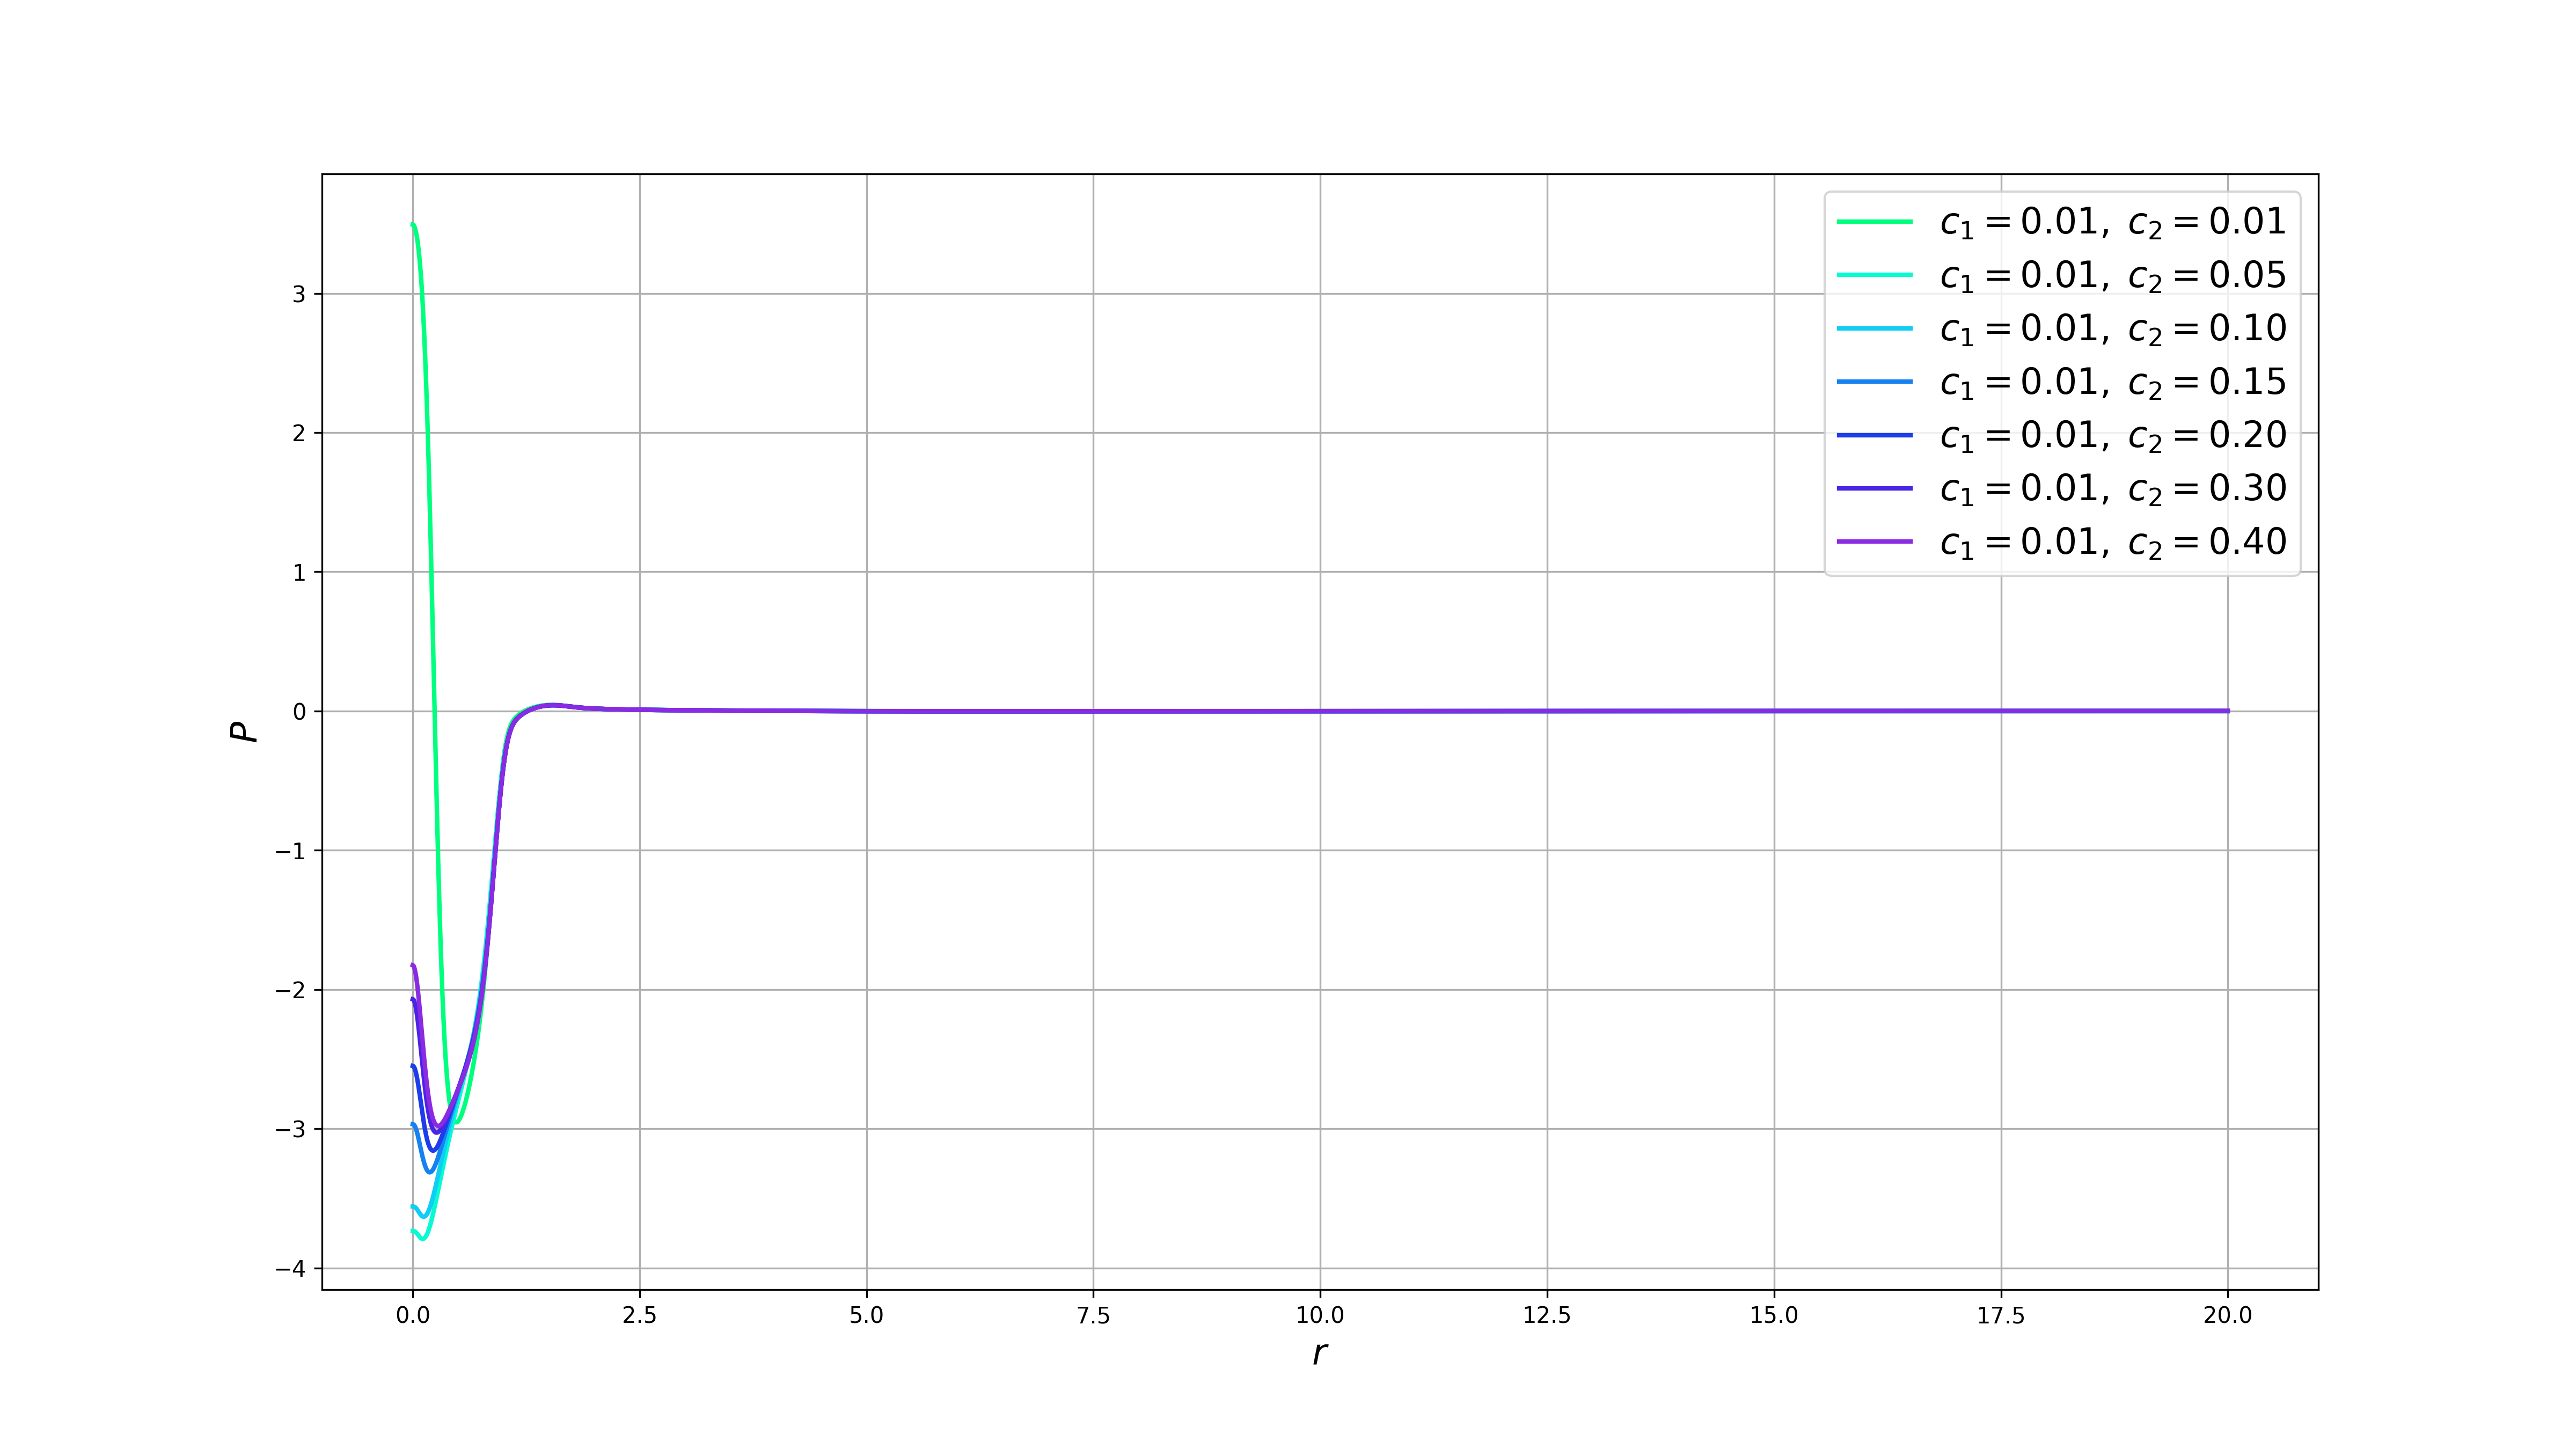 c₁ = 0.01, c₂ = 0.01
c₁ = 0.01, c₂ = 0.05
c₁ = 0.01, c₂ = 0.10
c₁ = 0.01, c₂ = 0.15
c₁ = 0.01, c₂ = 0.20
c₁ = 0.01, c₂ = 0.30
c₁ = 0.01, c₂ = 0.40
3
2
1
0
−1
−2
−3
−4
P
0.0 2.5 5.0 7.5 10.0 12.5 15.0 17.5 20.0
r